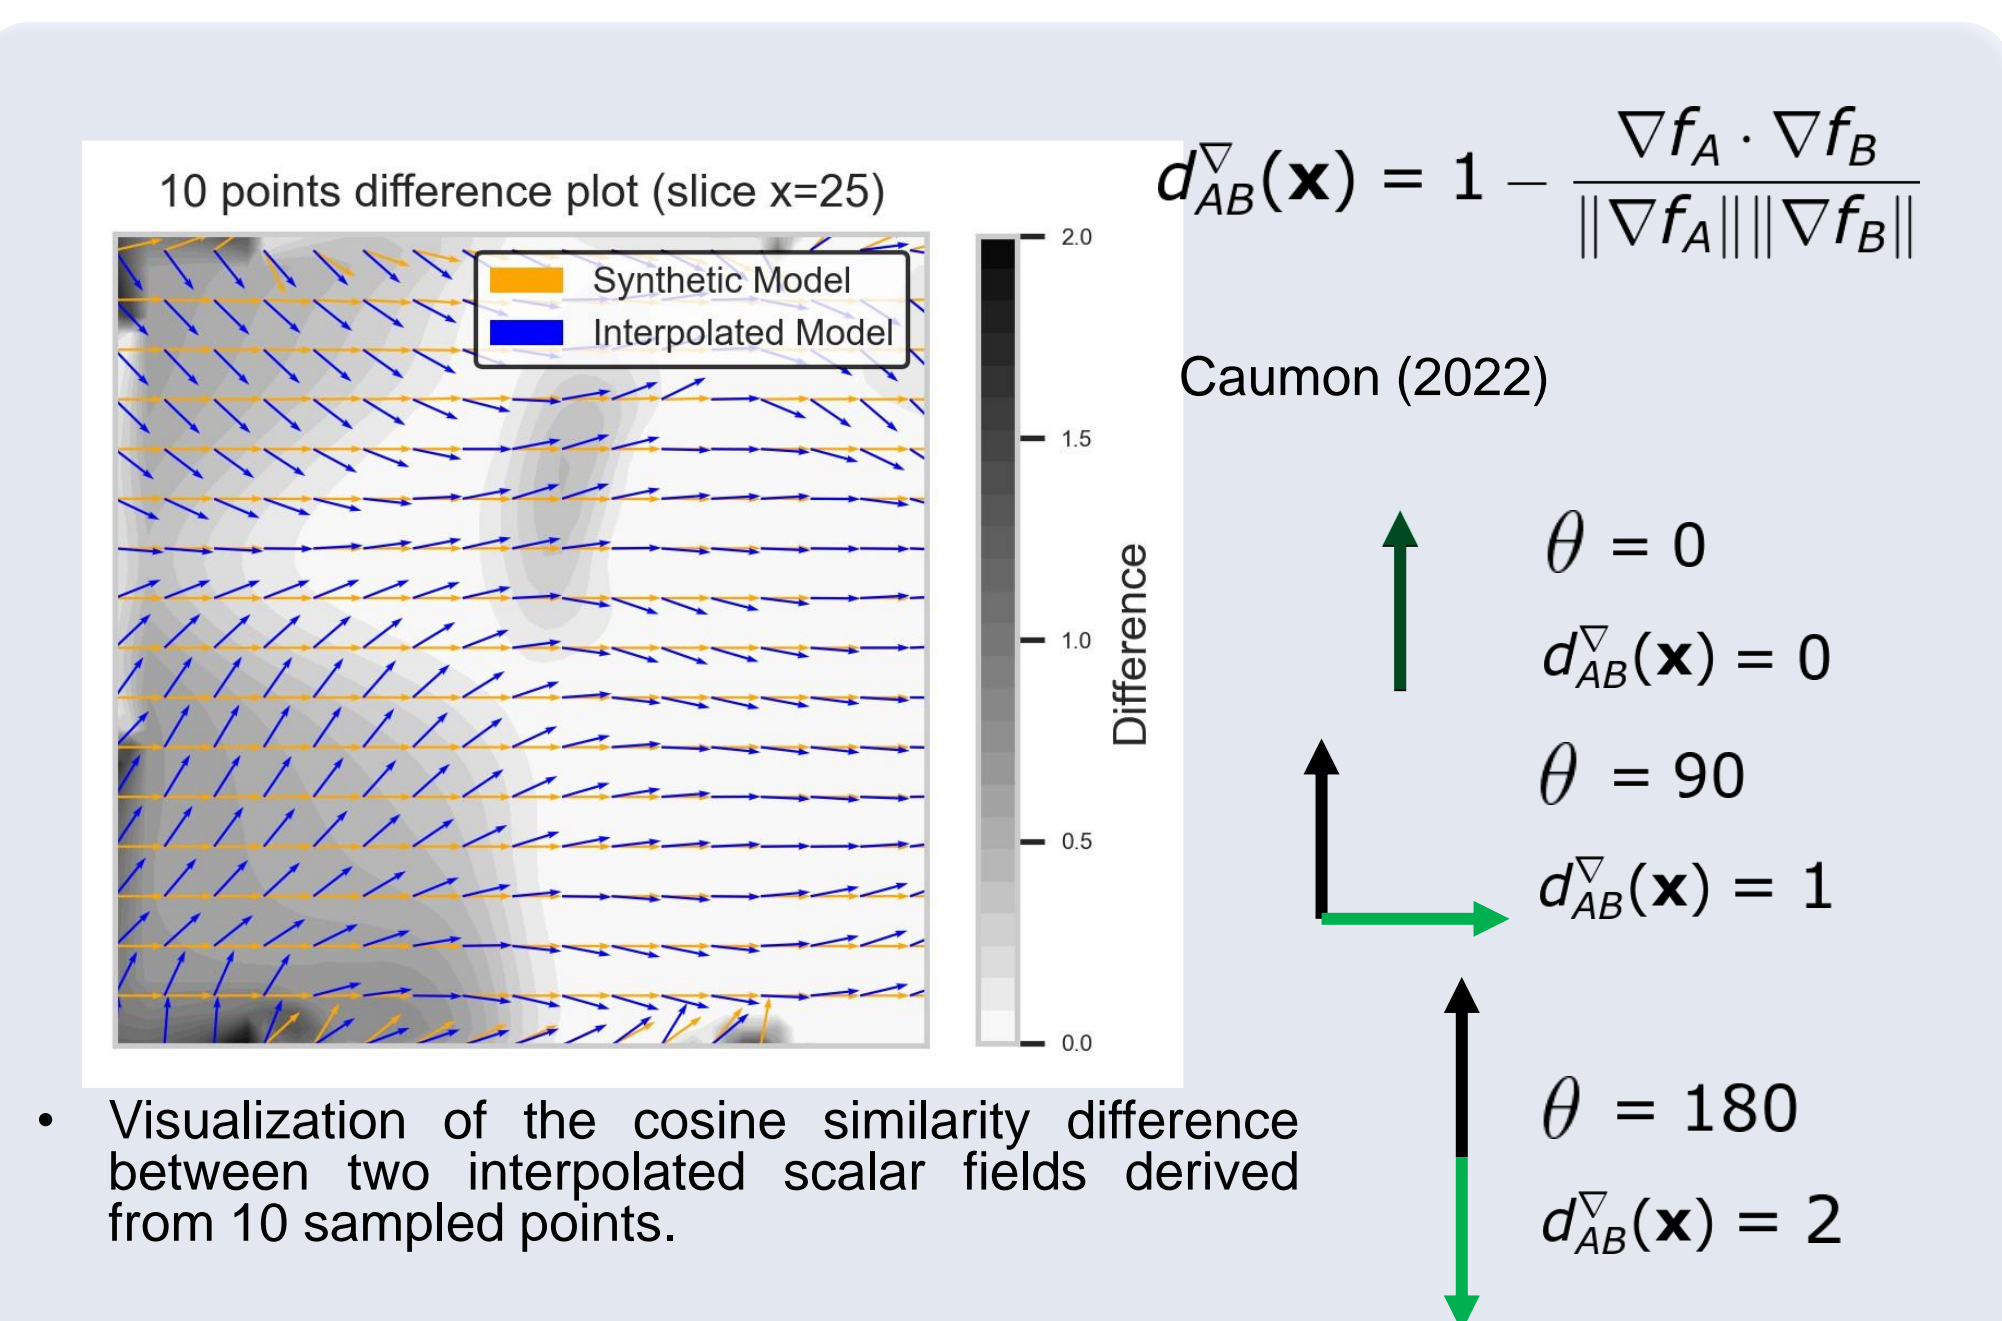 10 points difference plot (slice x=25)
Synthetic Model
Interpolated Model
2.0
1.5
1.0
0.5
0.0
Difference
d∇AB(x) = 1 − ∇fA · ∇fB / ‖∇fA‖‖∇fB‖
Caumon (2022)
θ = 0
d∇AB(x) = 0
θ = 90
d∇AB(x) = 1
θ = 180
d∇AB(x) = 2
• Visualization of the cosine similarity difference
between two interpolated scalar fields derived
from 10 sampled points.